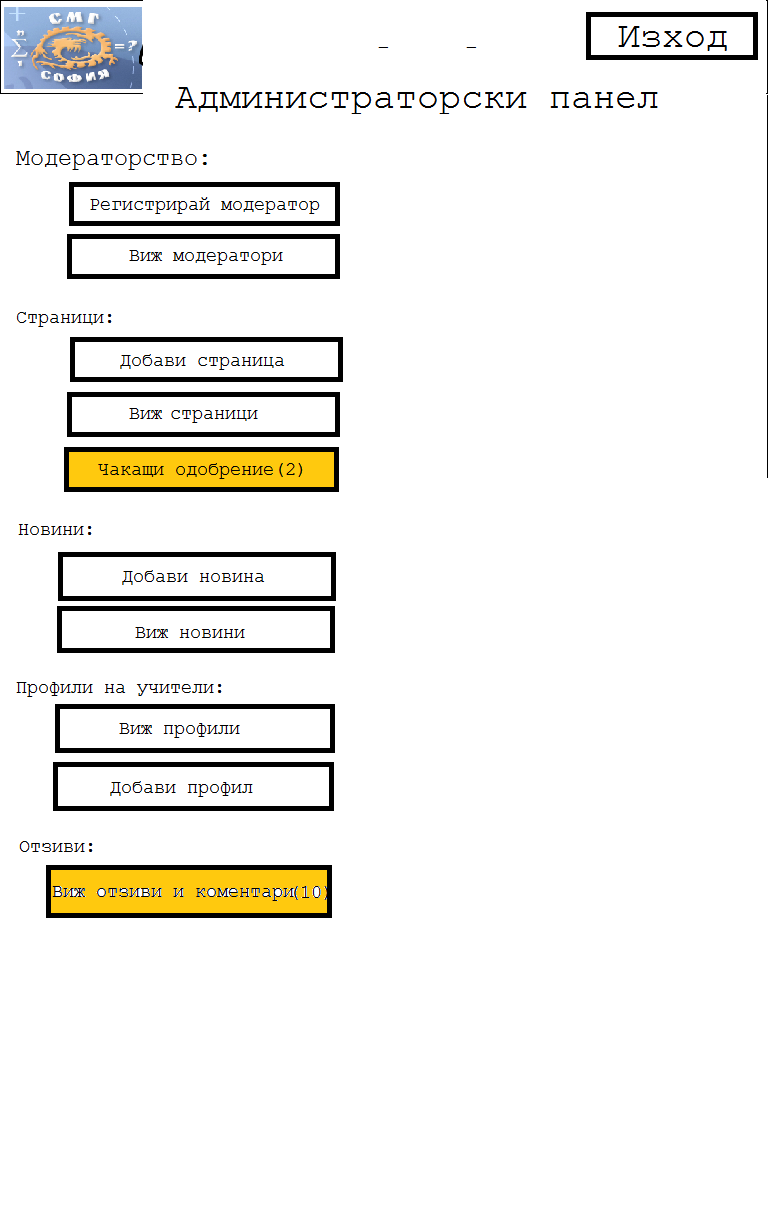 СМГ
n
∑ =?
1
СОФИЯ
- -
Изход
Администраторски панел
Модераторство:
Регистрирай модератор
Виж модератори
Страници:
Добави страница
Виж страници
Чакащи одобрение(2)
Новини:
Добави новина
Виж новини
Профили на учители:
Виж профили
Добави профил
Отзиви:
Виж отзиви и коментари(10)